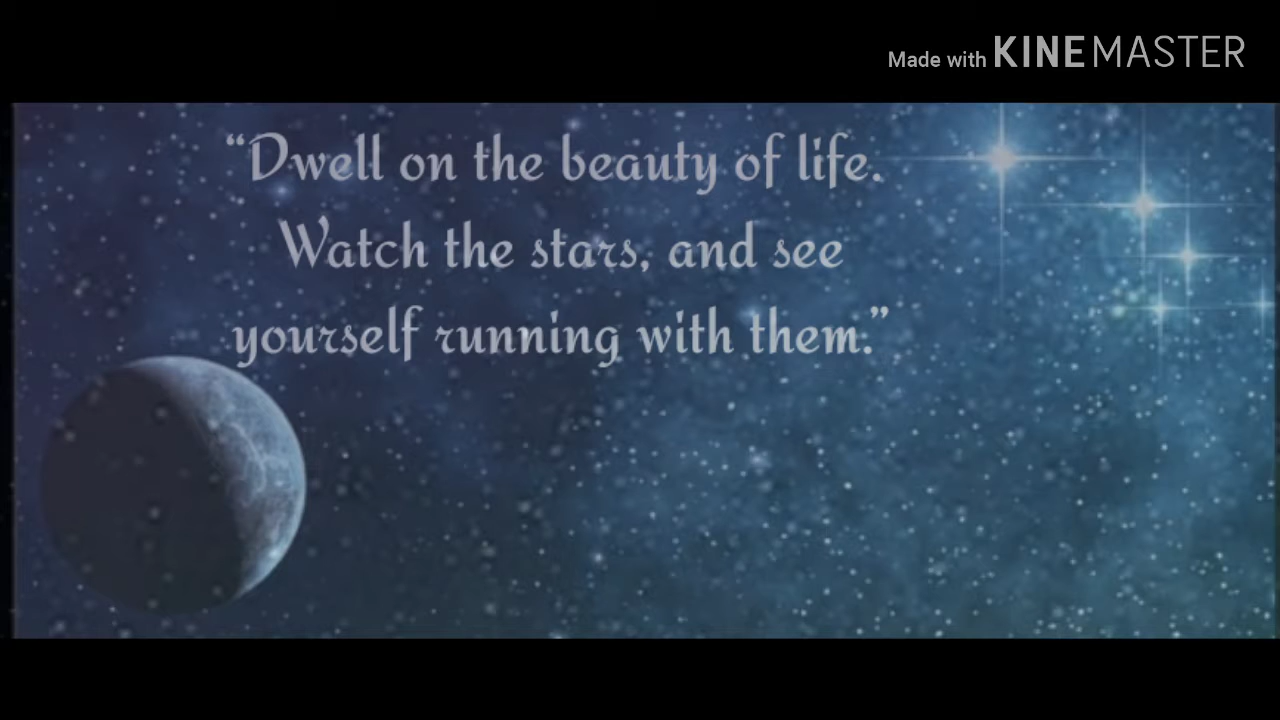 Made with KINEMASTER
“Dwell on the beauty of life.
Watch the stars, and see
yourself running with them.”